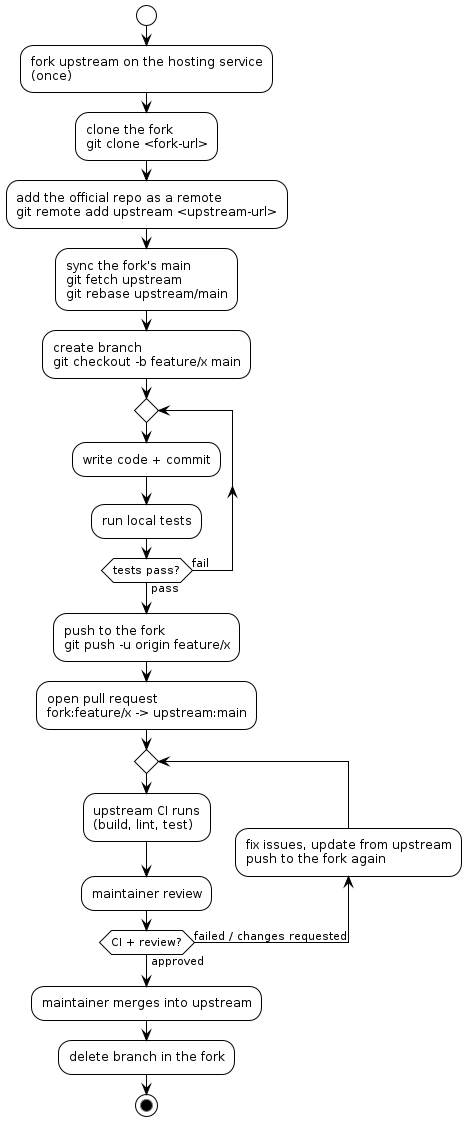 fork upstream on the hosting service
(once)
clone the fork
git clone <fork-url>
add the official repo as a remote
git remote add upstream <upstream-url>
sync the fork's main
git fetch upstream
git rebase upstream/main
create branch
git checkout -b feature/x main
write code + commit
run local tests
tests pass?
fail
pass
push to the fork
git push -u origin feature/x
open pull request
fork:feature/x -> upstream:main
upstream CI runs
(build, lint, test)
fix issues, update from upstream
push to the fork again
maintainer review
CI + review?
failed / changes requested
approved
maintainer merges into upstream
delete branch in the fork